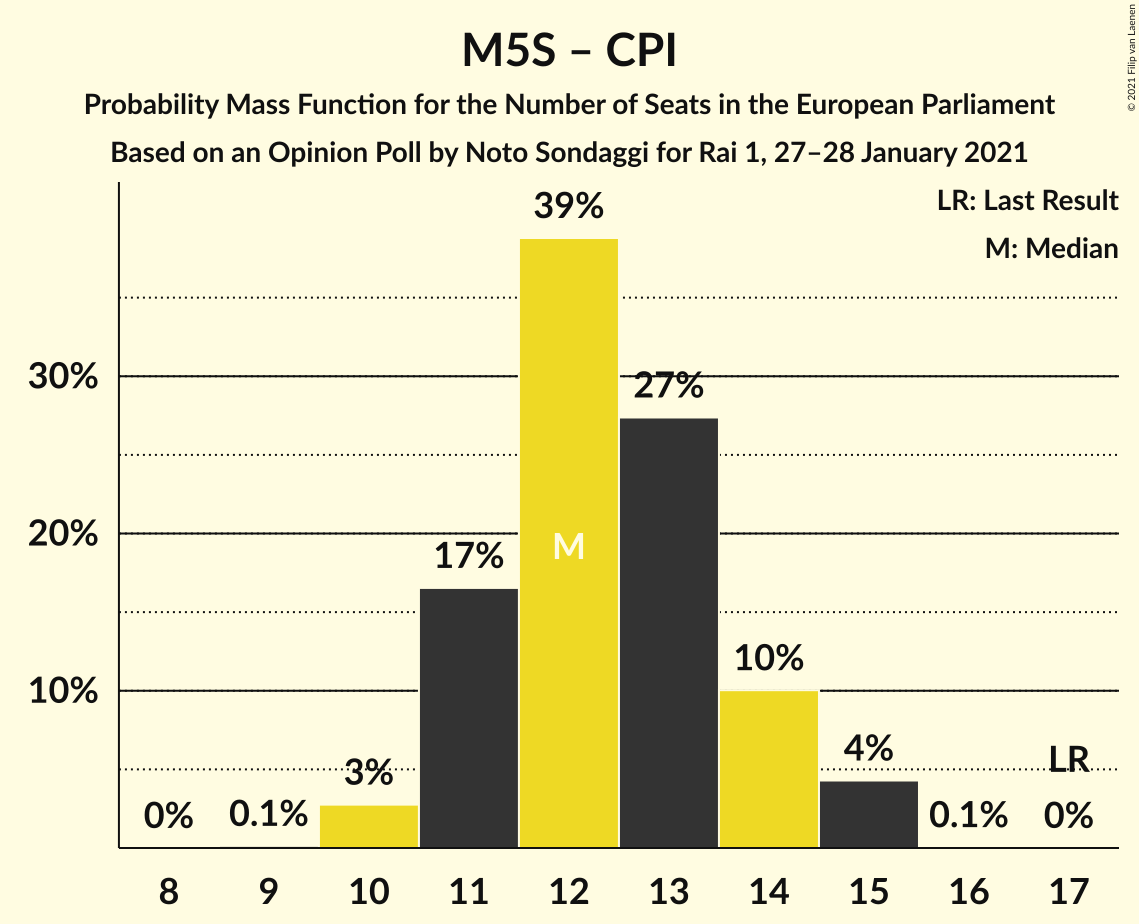 M5S – CPI
Probability Mass Function for the Number of Seats in the European Parliament
Based on an Opinion Poll by Noto Sondaggi for Rai 1, 27–28 January 2021
© 2021 Filip van Laenen
LR: Last Result
M: Median
39%
30%
27%
20%
17%
M
10%
10%
4%
3%
LR
0%
0.1%
0.1%
0%
8 9 10 11 12 13 14 15 16 17